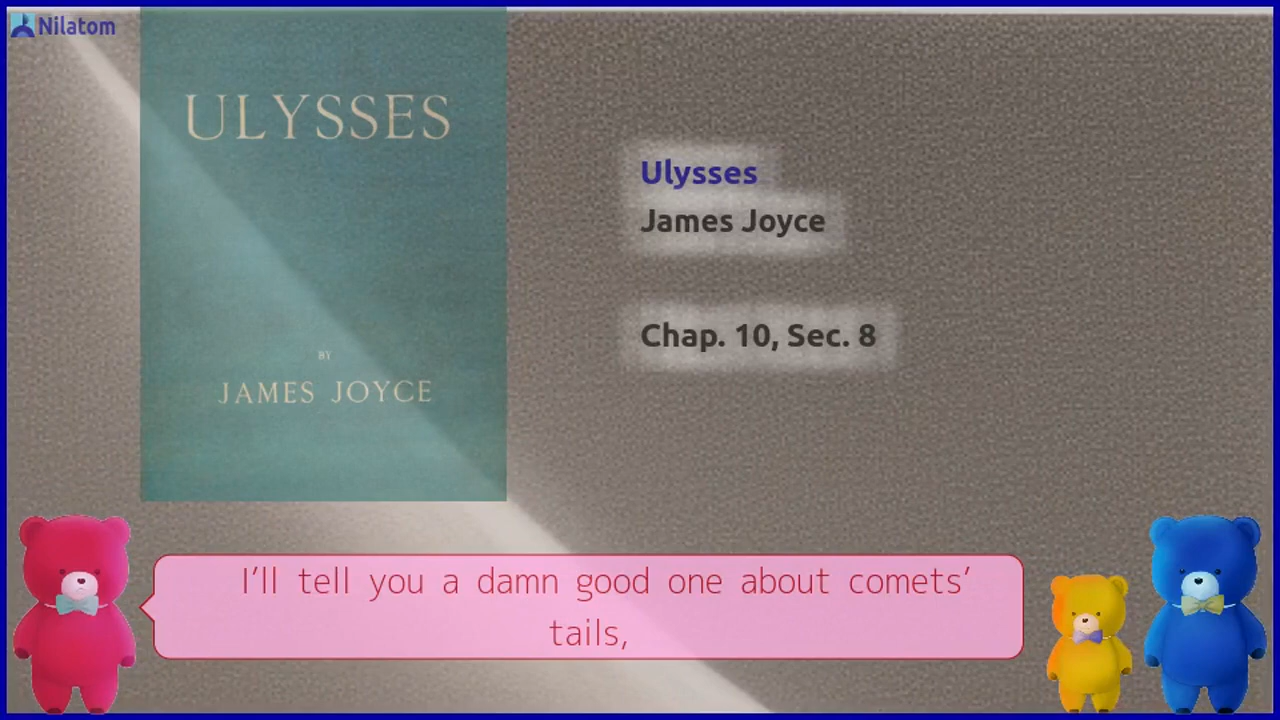 Nilatom
ULYSSES
BY
JAMES JOYCE
Ulysses
James Joyce
Chap. 10, Sec. 8
I’ll tell you a damn good one about comets’
tails,